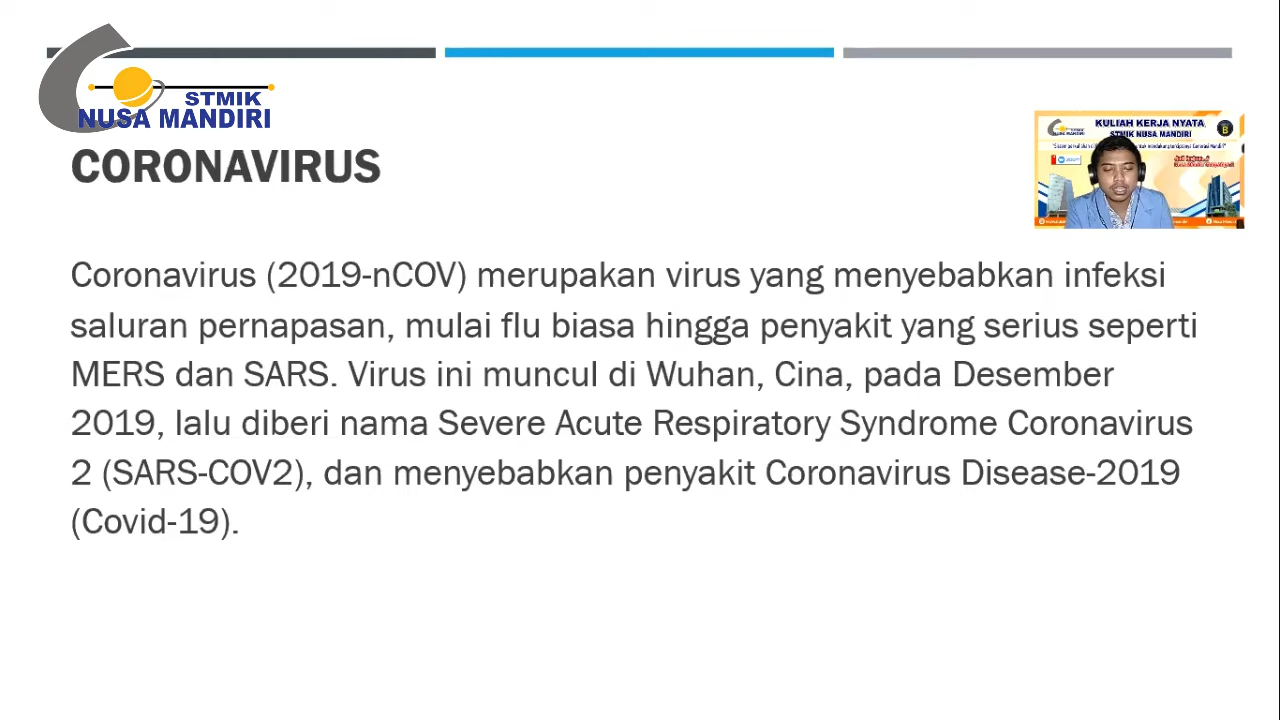 STMIK
NUSA MANDIRI
CORONAVIRUS
KULIAH KERJA NYATA
STMIK NUSA MANDIRI
B
Coronavirus (2019-nCOV) merupakan virus yang menyebabkan infeksi
saluran pernapasan, mulai flu biasa hingga penyakit yang serius seperti
MERS dan SARS. Virus ini muncul di Wuhan, Cina, pada Desember
2019, lalu diberi nama Severe Acute Respiratory Syndrome Coronavirus
2 (SARS-COV2), dan menyebabkan penyakit Coronavirus Disease-2019
(Covid-19).